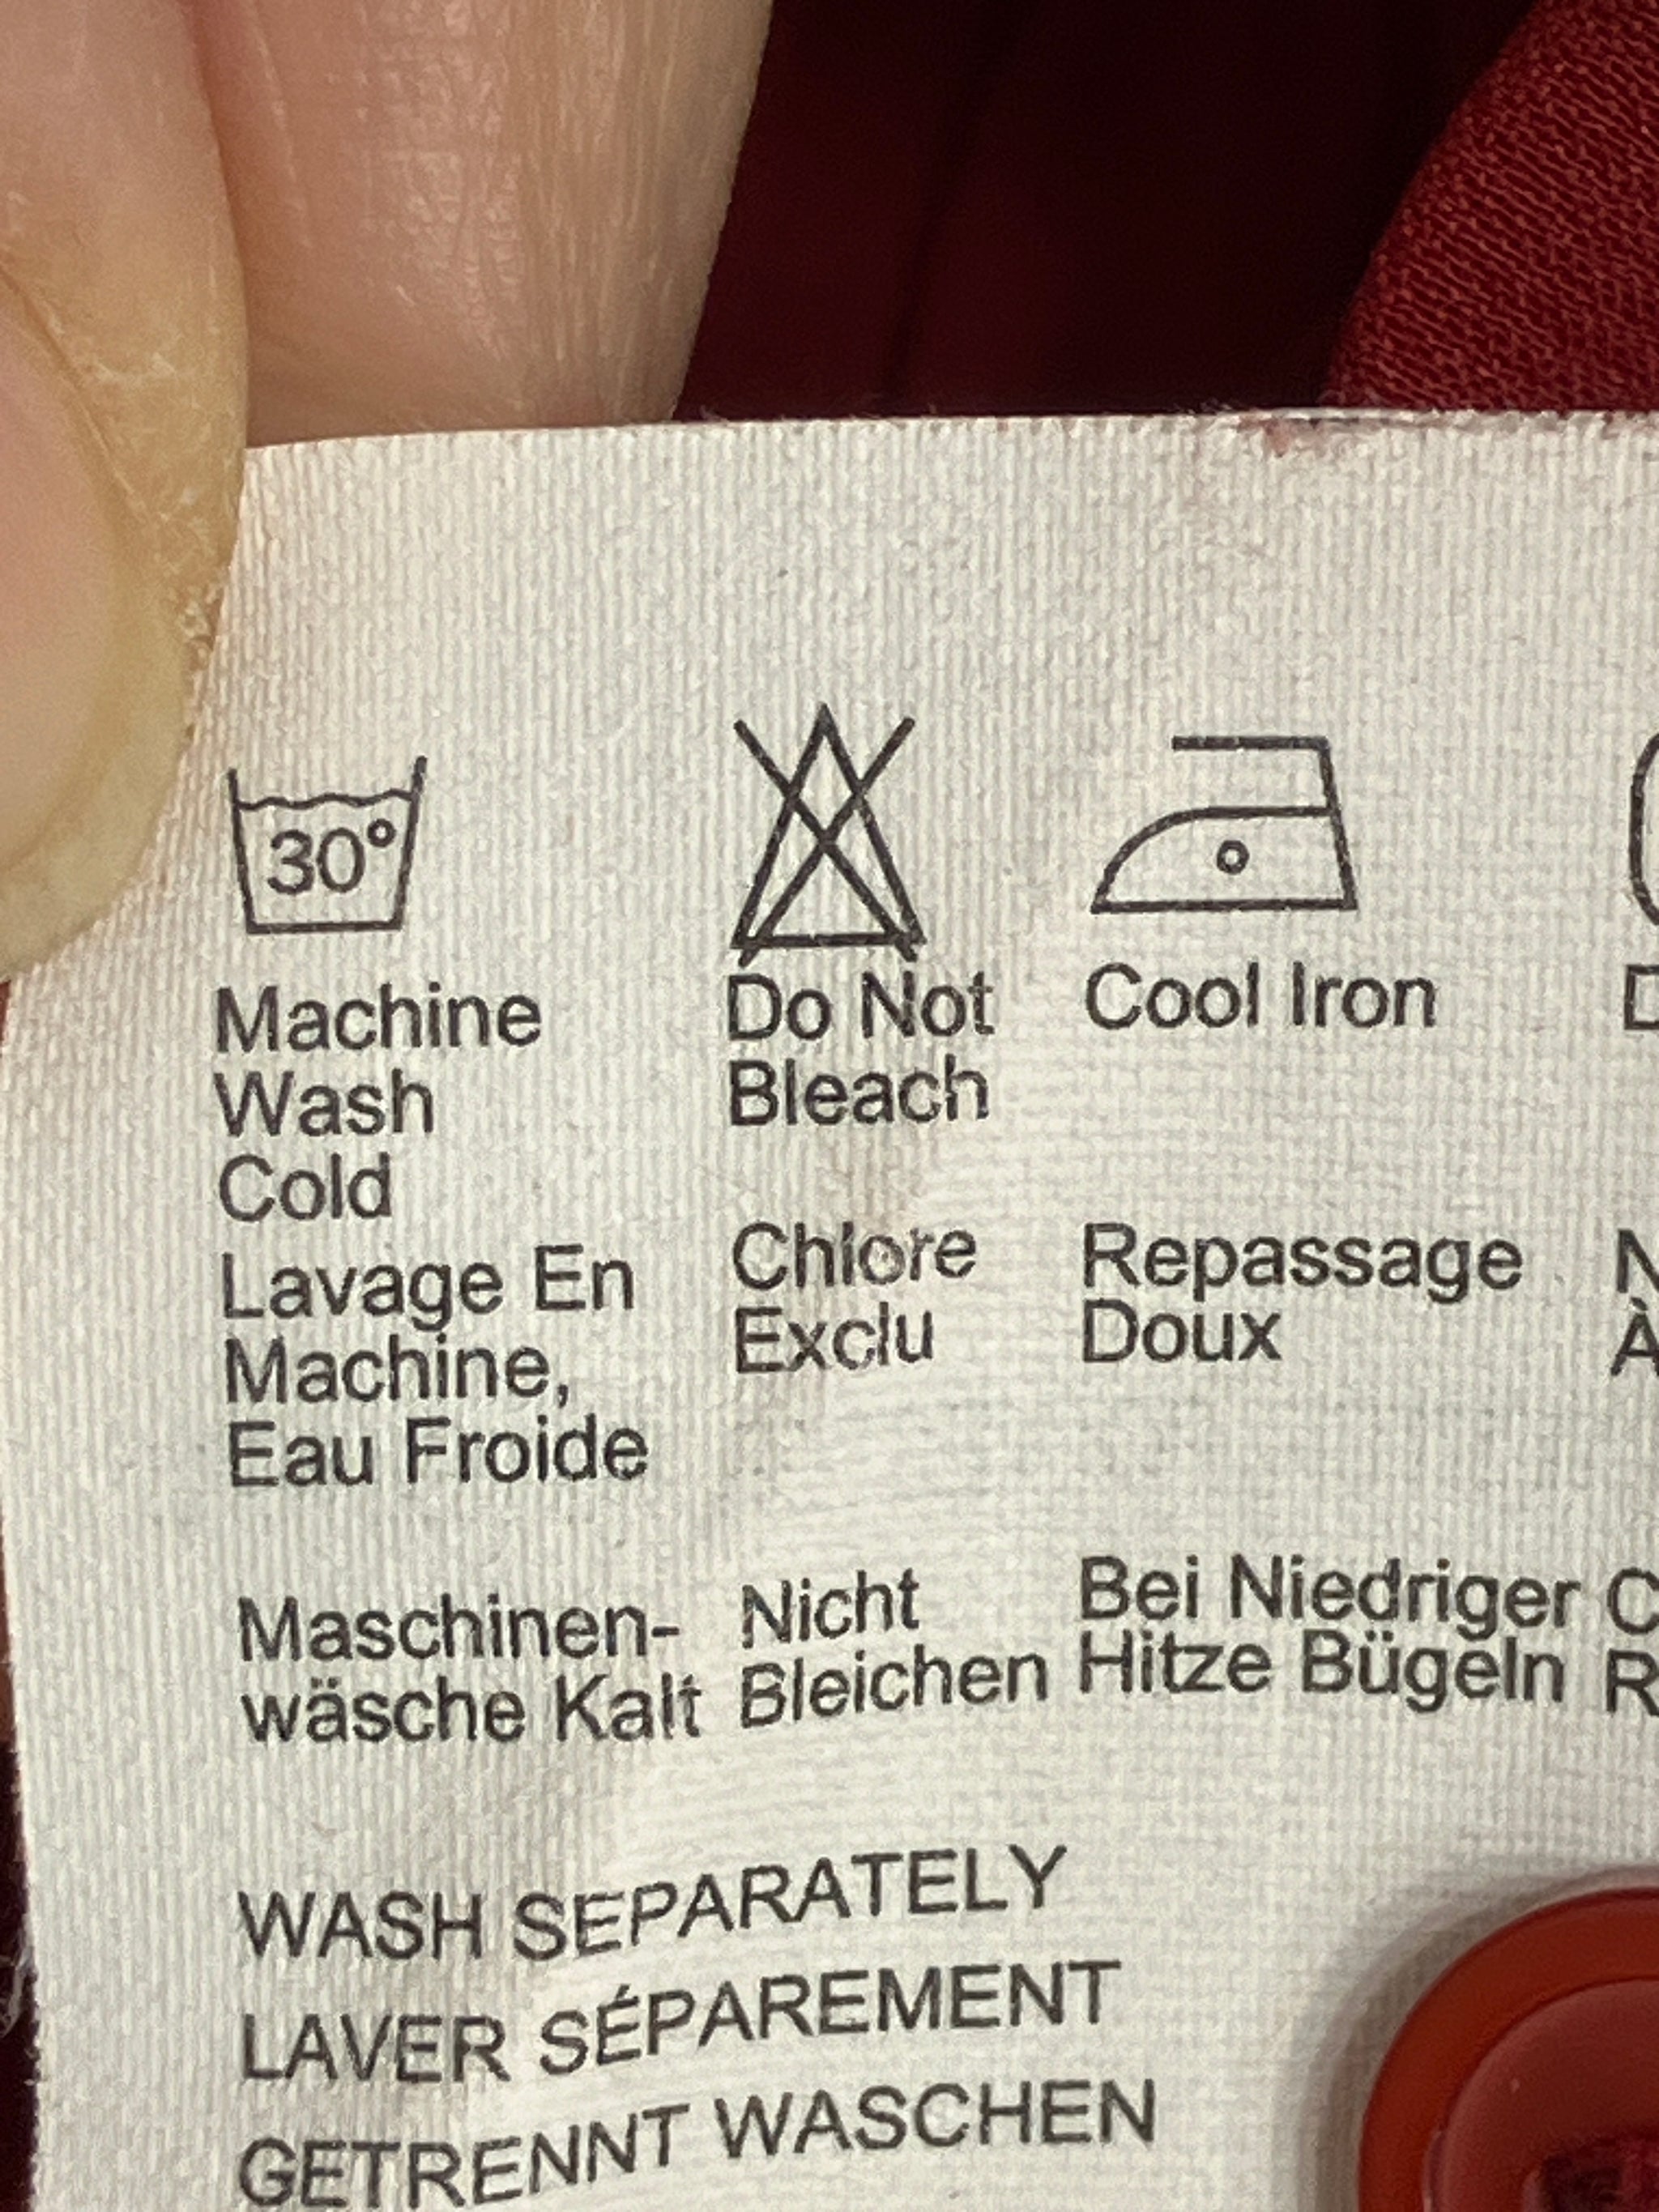 30°
Machine
Wash
Cold
Do Not
Bleach
Cool Iron
Lavage En
Machine,
Eau Froide
Chlore
Exclu
Repassage
Doux
Maschinen-
wäsche Kalt
Nicht
Bleichen
Bei Niedriger
Hitze Bügeln
WASH SEPARATELY
LAVER SÉPAREMENT
GETRENNT WASCHEN